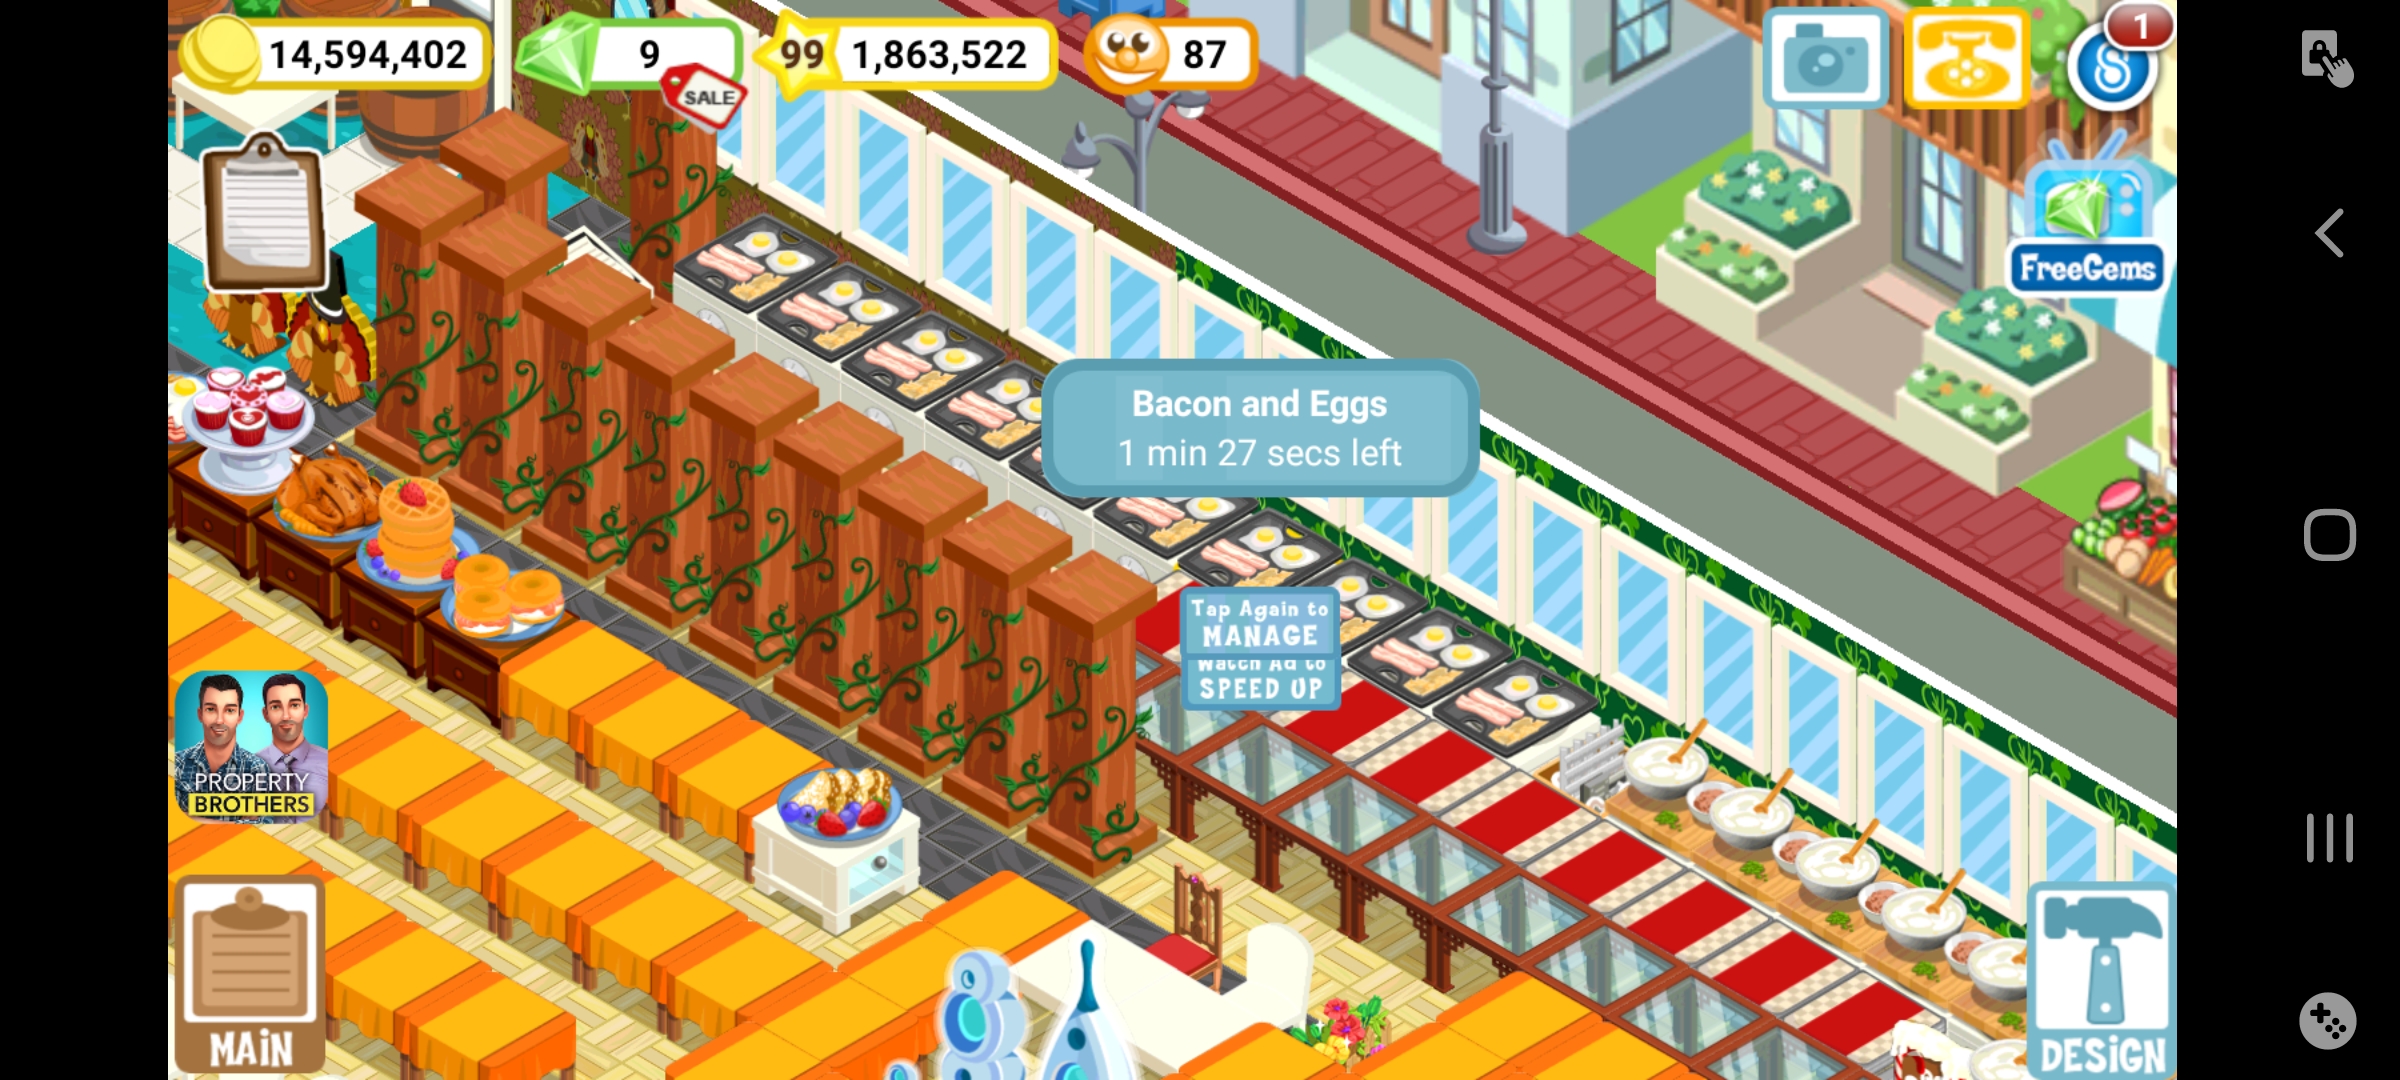 14,594,402
9
SALE
99
1,863,522
87
1
FreeGems
Bacon and Eggs
1 min 27 secs left
Tap Again to
MANAGE
Watch Ad to
SPEED UP
PROPERTY
BROTHERS
MAIN
DESIGN